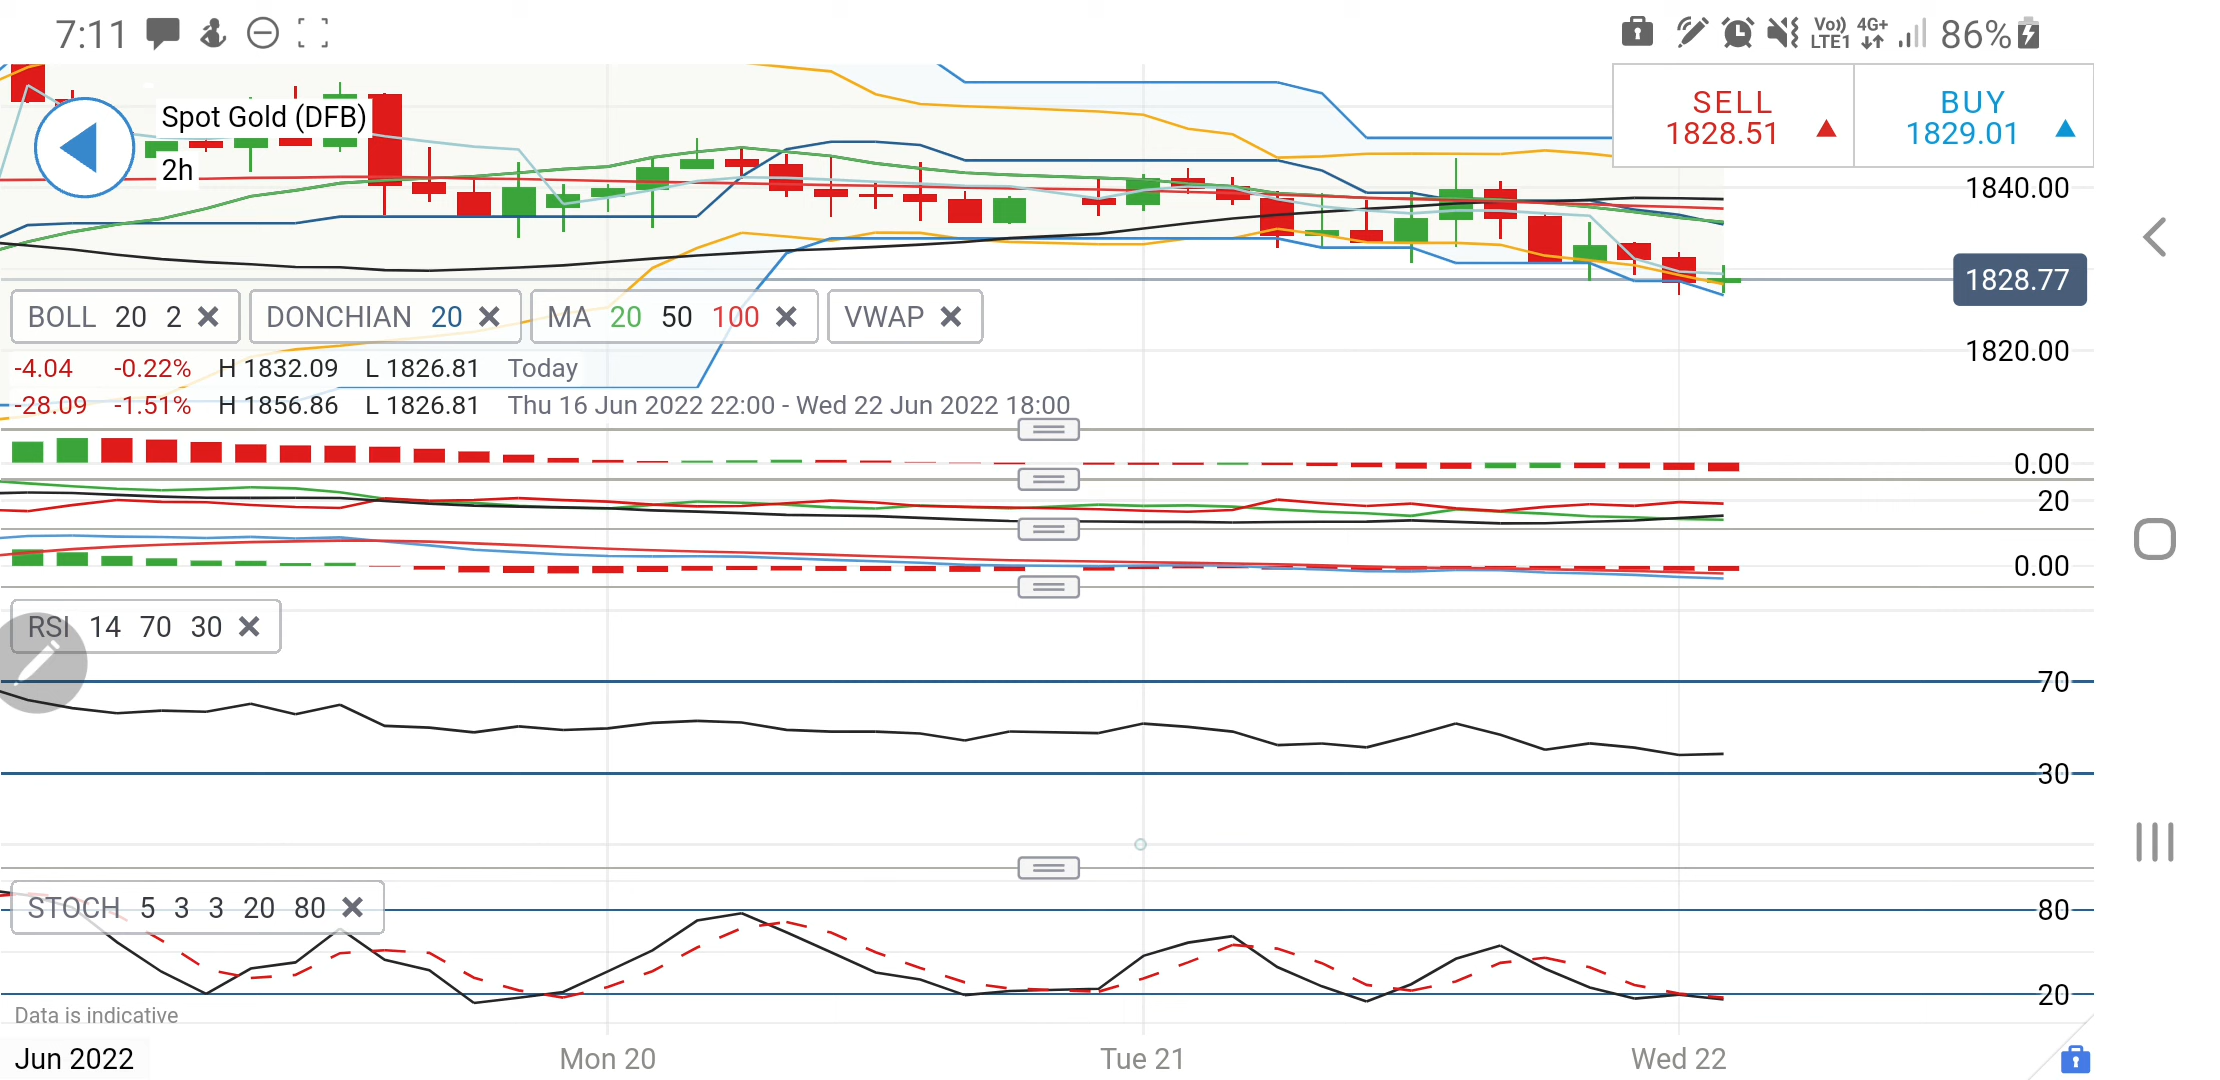 7:11 Vo)) LTE1 4G+ 86%
Spot Gold (DFB)
2h
SELL 1828.51
BUY 1829.01
1840.00
1828.77
BOLL 20 2 DONCHIAN 20 MA 20 50 100 VWAP
1820.00
-4.04 -0.22% H 1832.09 L 1826.81 Today
-28.09 -1.51% H 1856.86 L 1826.81 Thu 16 Jun 2022 22:00 - Wed 22 Jun 2022 18:00
0.00
20
0.00
RSI 14 70 30
70
30
STOCH 5 3 3 20 80
80
20
Data is indicative
Jun 2022 Mon 20 Tue 21 Wed 22